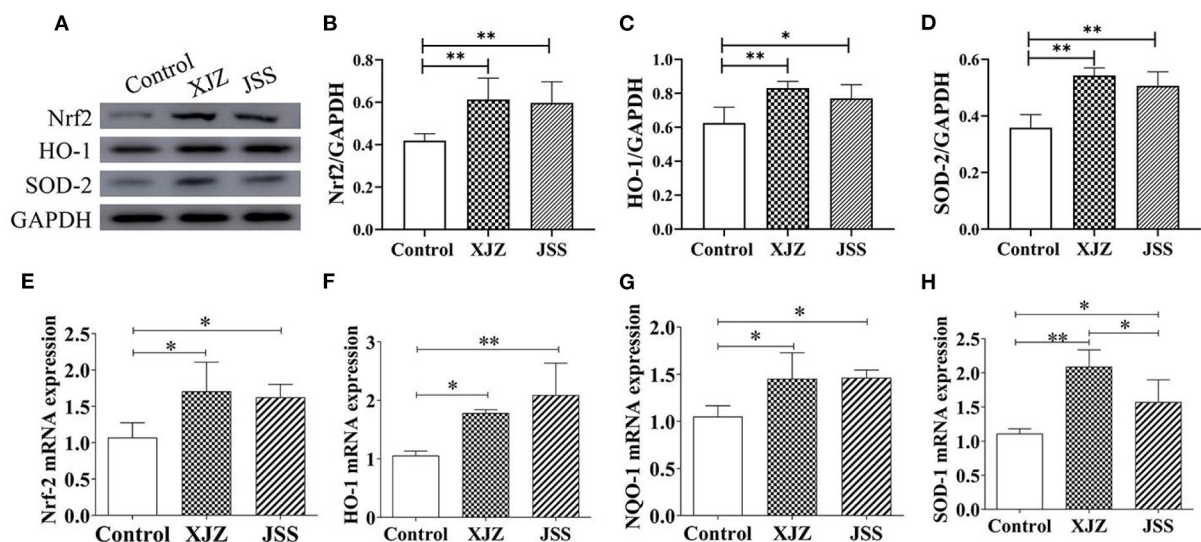 A
Control XJZ JSS
Nrf2
HO-1
SOD-2
GAPDH
B
Nrf2/GAPDH
0.8
0.6
0.4
0.2
0.0
** **
Control XJZ JSS
C
HO-1/GAPDH
1.0
0.8
0.6
0.4
0.2
0.0
* **
Control XJZ JSS
D
SOD-2/GAPDH
0.6
0.4
0.2
0.0
** **
Control XJZ JSS
E
Nrf-2 mRNA expression
2.5
2.0
1.5
1.0
0.5
0.0
* *
Control XJZ JSS
F
HO-1 mRNA expression
3
2
1
0
** *
Control XJZ JSS
G
NQO-1 mRNA expression
2.0
1.5
1.0
0.5
0.0
* *
Control XJZ JSS
H
SOD-1 mRNA expression
2.5
2.0
1.5
1.0
0.5
0.0
*
** *
Control XJZ JSS